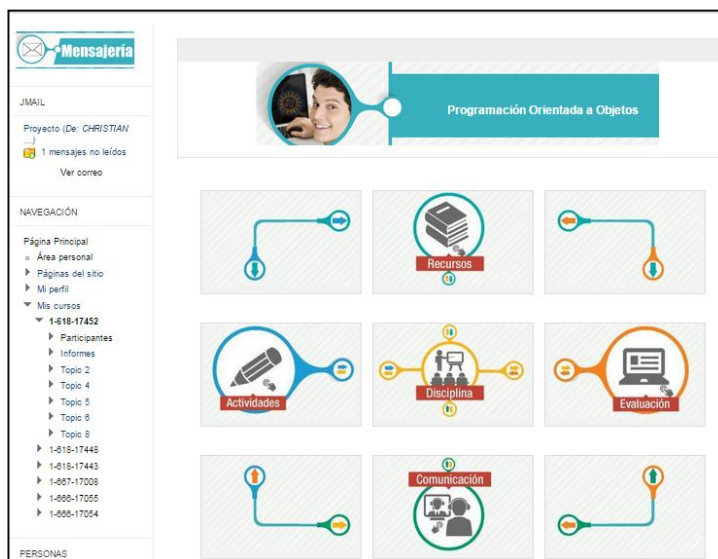 Mensajería
JMAIL
Proyecto (De: CHRISTIAN
...)
1 mensajes no leídos
Ver correo
NAVEGACIÓN
Página Principal
Área personal
Páginas del sitio
Mi perfil
Mis cursos
1-618-17452
Participantes
Informes
Topic 2
Topic 4
Topic 5
Topic 6
Topic 8
1-618-17448
1-618-17443
1-667-17008
1-666-17055
1-666-17054
PERSONAS
Programación Orientada a Objetos
Recursos
Actividades
Disciplina
Evaluación
Comunicación